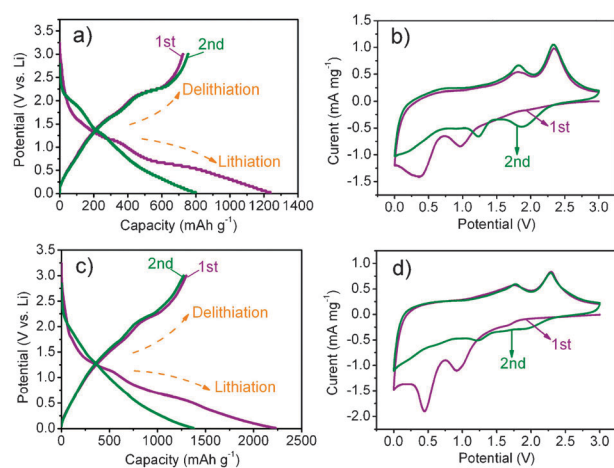 a)
1st
2nd
Delithiation
Lithiation
Potential (V vs. Li)
3.5
3.0
2.5
2.0
1.5
1.0
0.5
0.0
0 200 400 600 800 1000 1200 1400
Capacity (mAh g⁻¹)
b)
1st
2nd
Curent (mA mg⁻¹)
1.5
1.0
0.5
0.0
-0.5
-1.0
-1.5
0.0 0.5 1.0 1.5 2.0 2.5 3.0
Potential (V)
c)
2nd
1st
Delithiation
Lithiation
Potential (V vs. Li)
3.5
3.0
2.5
2.0
1.5
1.0
0.5
0.0
0 500 1000 1500 2000 2500
Capacity (mAh g⁻¹)
d)
1st
2nd
Curent (mA mg⁻¹)
1.0
0.5
0.0
-0.5
-1.0
-1.5
-2.0
0.0 0.5 1.0 1.5 2.0 2.5 3.0
Potential (V)